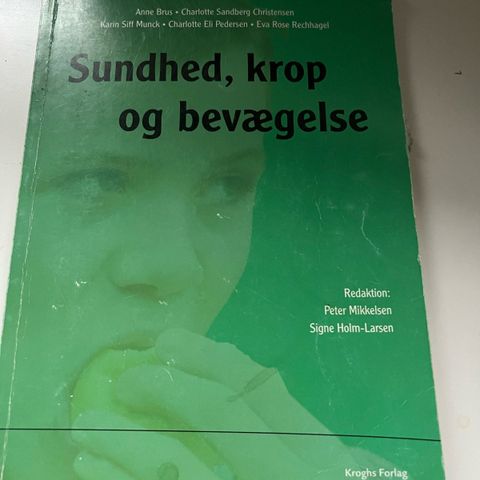 Anne Brus • Charlotte Sandberg Christensen
Karin Siff Munck • Charlotte Eli Pedersen • Eva Rose Rechhagel
Sundhed, krop
og bevægelse
Redaktion:
Peter Mikkelsen
Signe Holm-Larsen
Kroghs Forlag